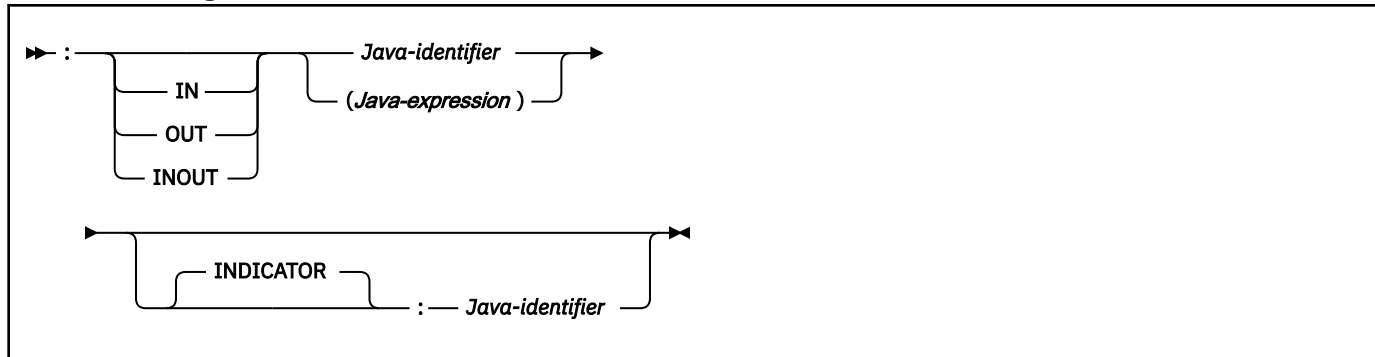 : Java-identifier
IN (Java-expression )
OUT
INOUT
INDICATOR
: Java-identifier